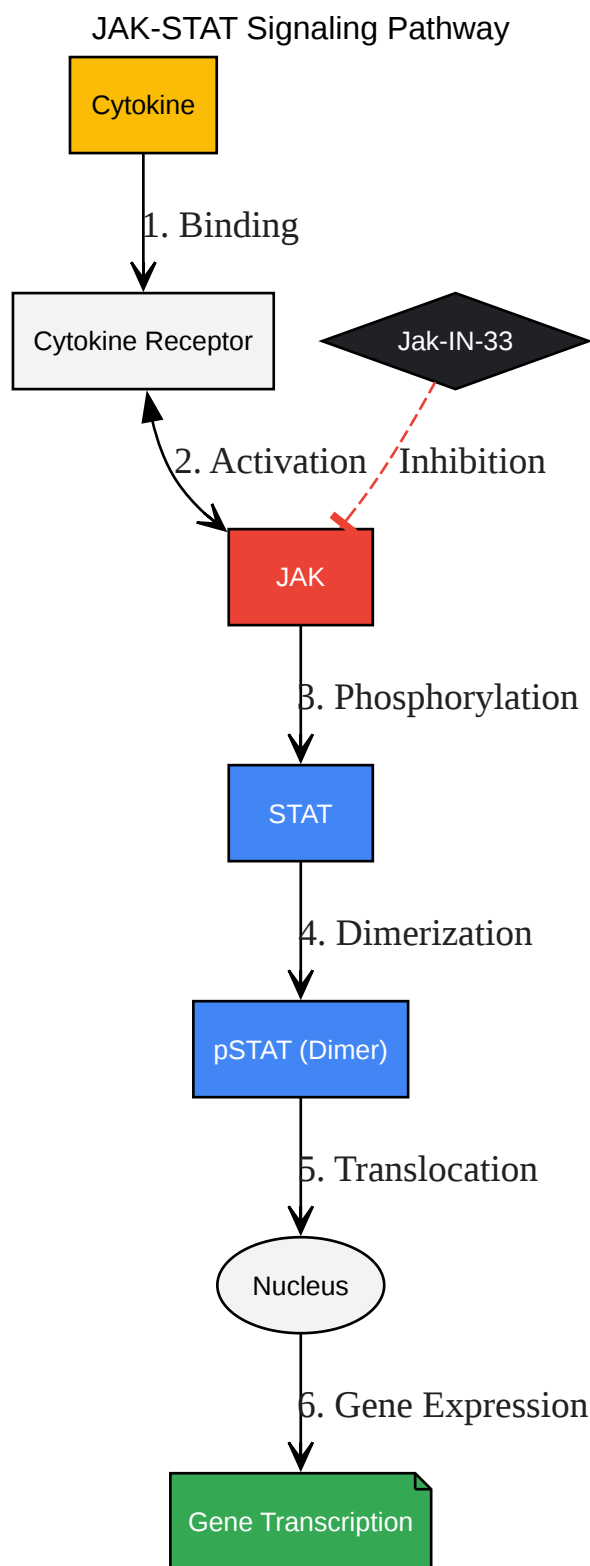 JAK-STAT Signaling Pathway
Cytokine
1. Binding
Cytokine Receptor
Jak-IN-33
2. Activation
Inhibition
JAK
3. Phosphorylation
STAT
4. Dimerization
pSTAT (Dimer)
5. Translocation
Nucleus
6. Gene Expression
Gene Transcription